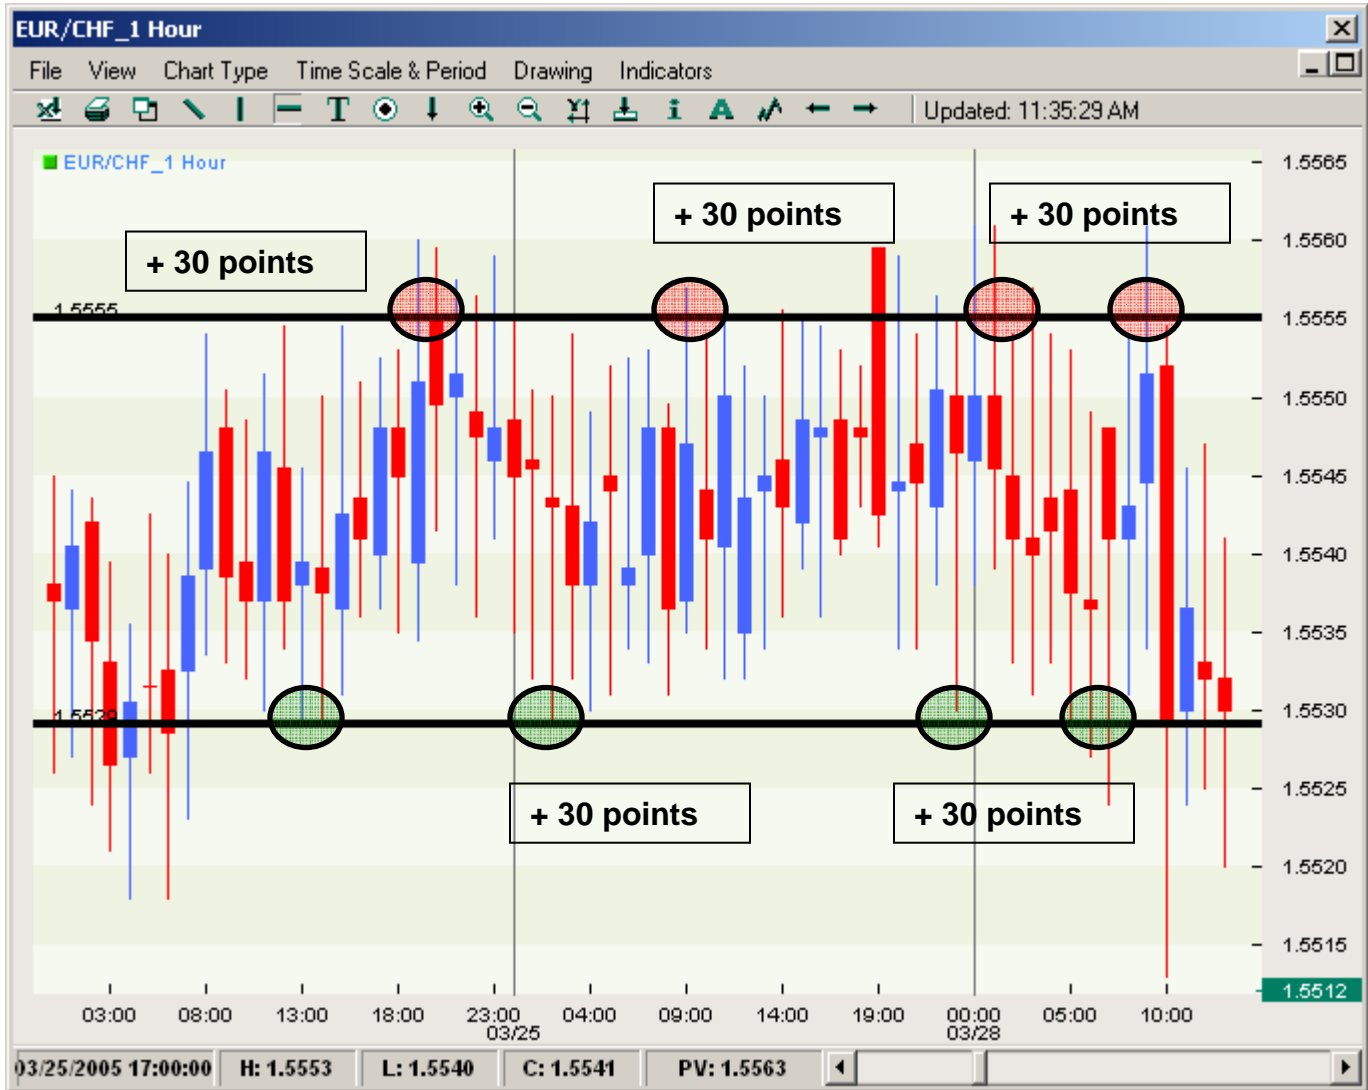 EUR/CHF_1 Hour
File View Chart Type Time Scale & Period Drawing Indicators
T i A Updated: 11:35:29 AM
EUR/CHF_1 Hour
1.5565
+ 30 points
+ 30 points
+ 30 points
1.5560
1.5555
1.5555
1.5550
1.5545
1.5540
1.5535
1.5529
1.5530
1.5525
+ 30 points
+ 30 points
1.5520
1.5515
1.5512
03:00 08:00 13:00 18:00 23:00 04:00 09:00 14:00 19:00 00:00 05:00 10:00
03/25 03/28
03/25/2005 17:00:00 H: 1.5553 L: 1.5540 C: 1.5541 PV: 1.5563